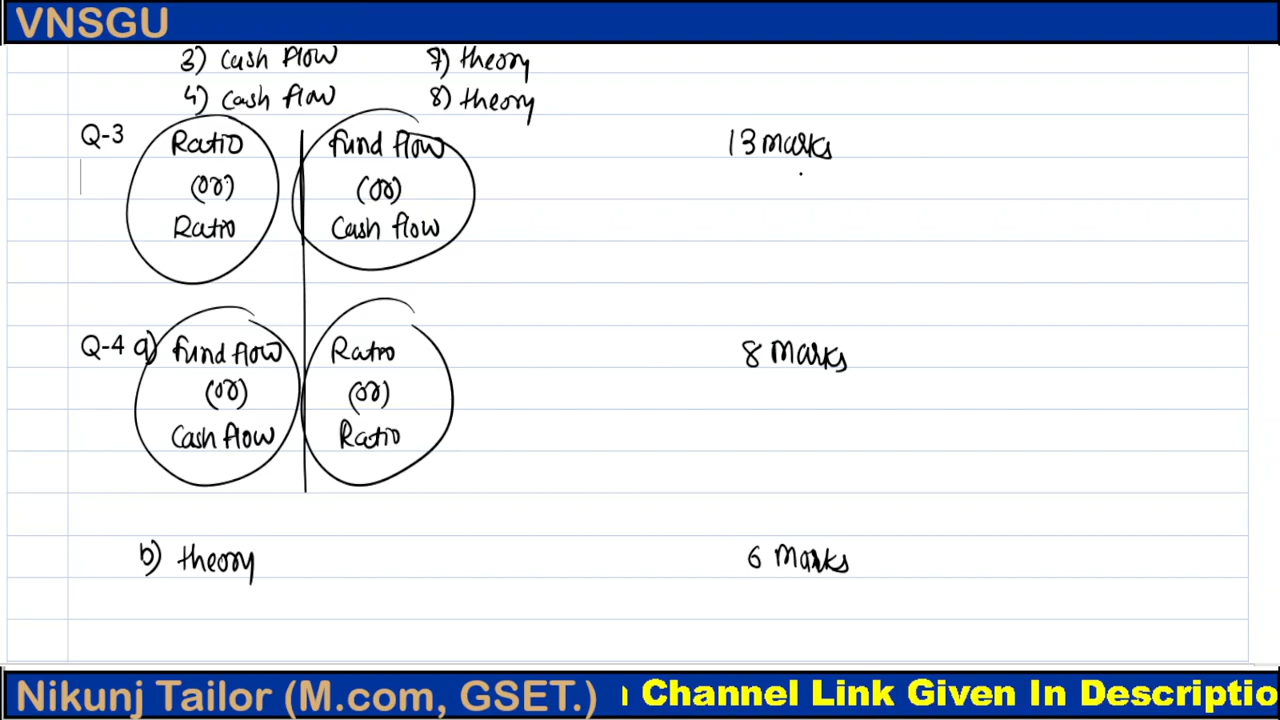 VNSGU
3) Cash flow 7) theory
4) Cash flow 8) theory
Q-3 Ratio fund flow 13 marks
(OR) (OR)
Ratio Cash flow
Q-4 a) fund flow Ratio 8 Marks
(OR) (OR)
Cash flow Ratio
b) theory 6 Marks
Nikunj Tailor (M.com, GSET.) Channel Link Given In Descriptio